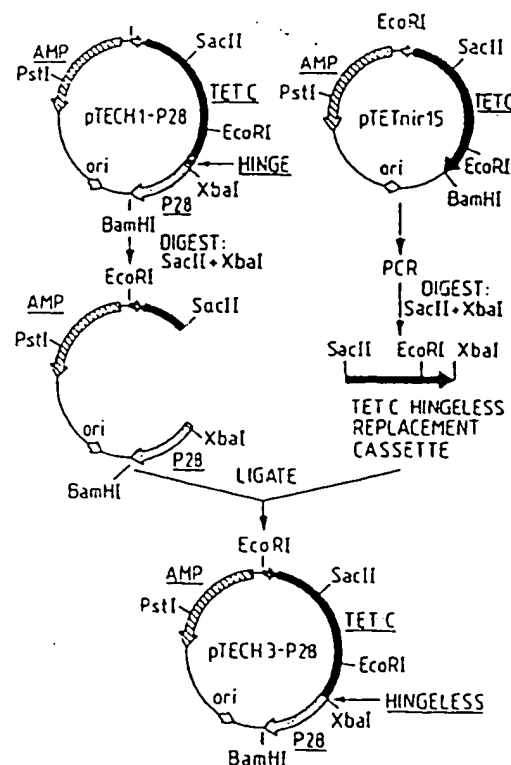 AMP
PstI
SacII
TET C
pTECH1-P28
EcoRI
HINGE
XbaI
P28
BamHI
ori
EcoRI
AMP
PstI
SacII
TETC
pTETnir15
EcoRI
BamHI
ori
DIGEST:
SacII+XbaI
EcoRI
AMP
PstI
SacII
ori
XbaI
P28
BamHI
PCR
DIGEST:
SacII+XbaI
SacII EcoRI XbaI
TET C HINGELESS
REPLACEMENT
CASSETTE
LIGATE
EcoRI
AMP
PstI
SacII
TET C
pTECH3-P28
EcoRI
HINGELESS
XbaI
P28
BamHI
ori